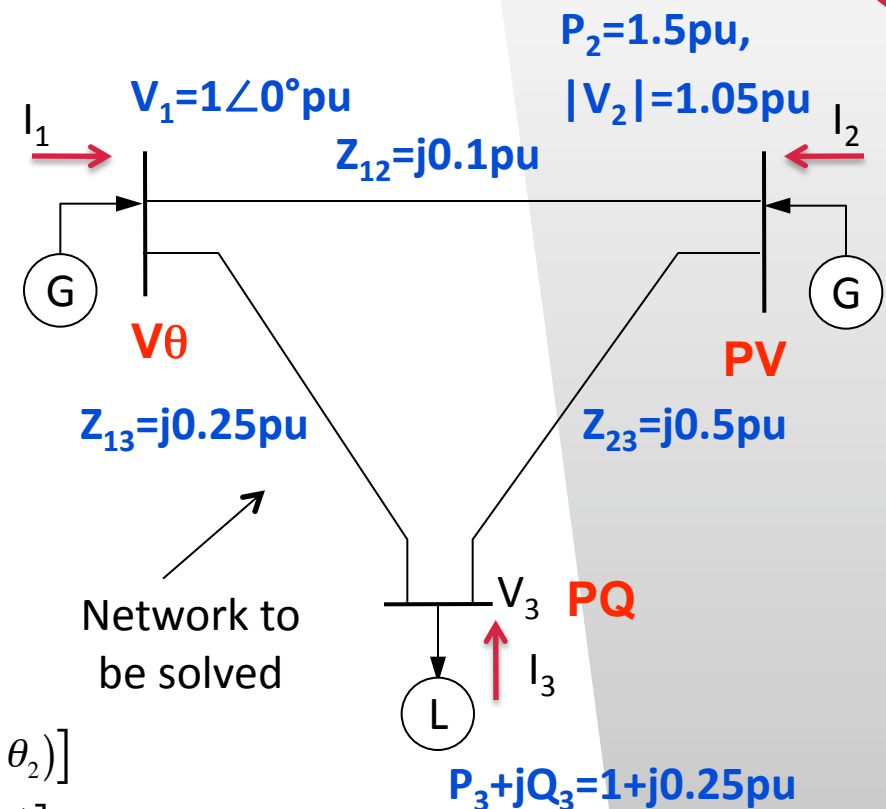 P₂=1.5pu,
V₁=1∠0°pu
|V₂|=1.05pu
I₁
I₂
Z₁₂=j0.1pu
G
G
Vθ
PV
Z₁₃=j0.25pu
Z₂₃=j0.5pu
V₃ PQ
Network to
be solved
I₃
L
θ₂)]
P₃+jQ₃=1+j0.25pu